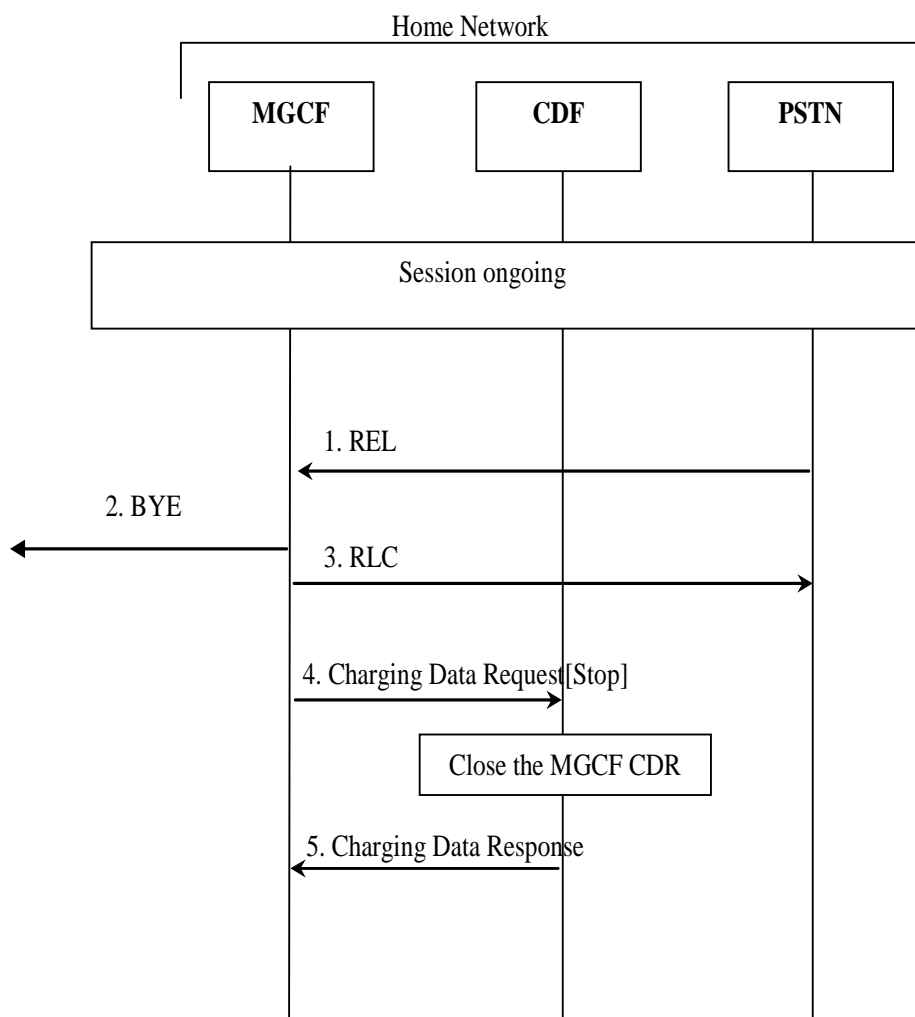 Home Network
MGCF
CDF
PSTN
Session ongoing
1. REL
2. BYE
3. RLC
4. Charging Data Request[Stop]
Close the MGCF CDR
5. Charging Data Response